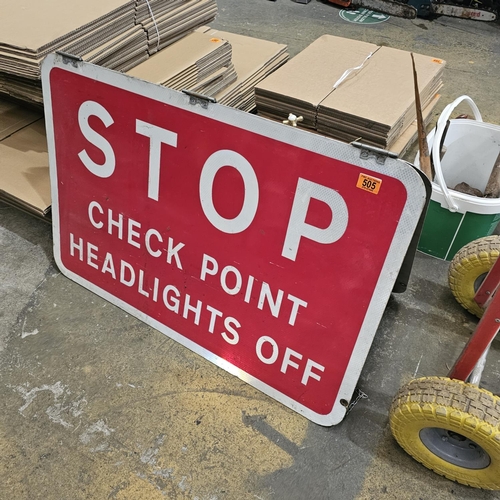 STOP
505
CHECK POINT
HEADLIGHTS OFF